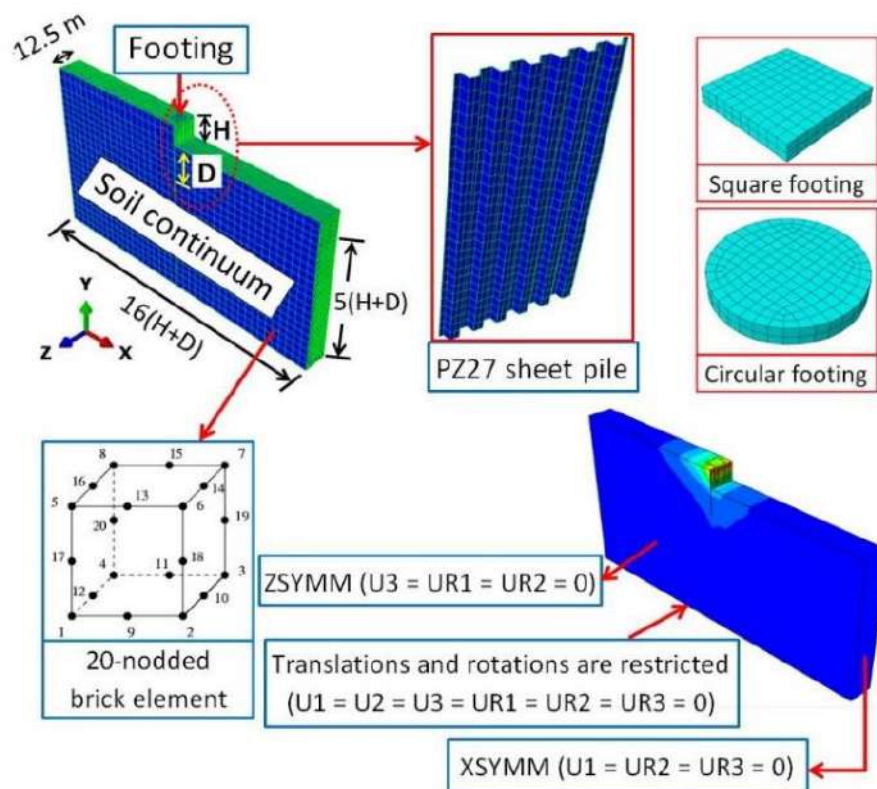 12.5 m
Footing
H
D
Soil continuum
16(H+D)
5(H+D)
Y
Z
X
PZ27 sheet pile
Square footing
Circular footing
8
15
7
16
14
5
13
6
20
19
17
18
4
11
3
12
10
1
9
2
20-nodded
brick element
ZSYMM (U3 = UR1 = UR2 = 0)
Translations and rotations are restricted
(U1 = U2 = U3 = UR1 = UR2 = UR3 = 0)
XSYMM (U1 = UR2 = UR3 = 0)